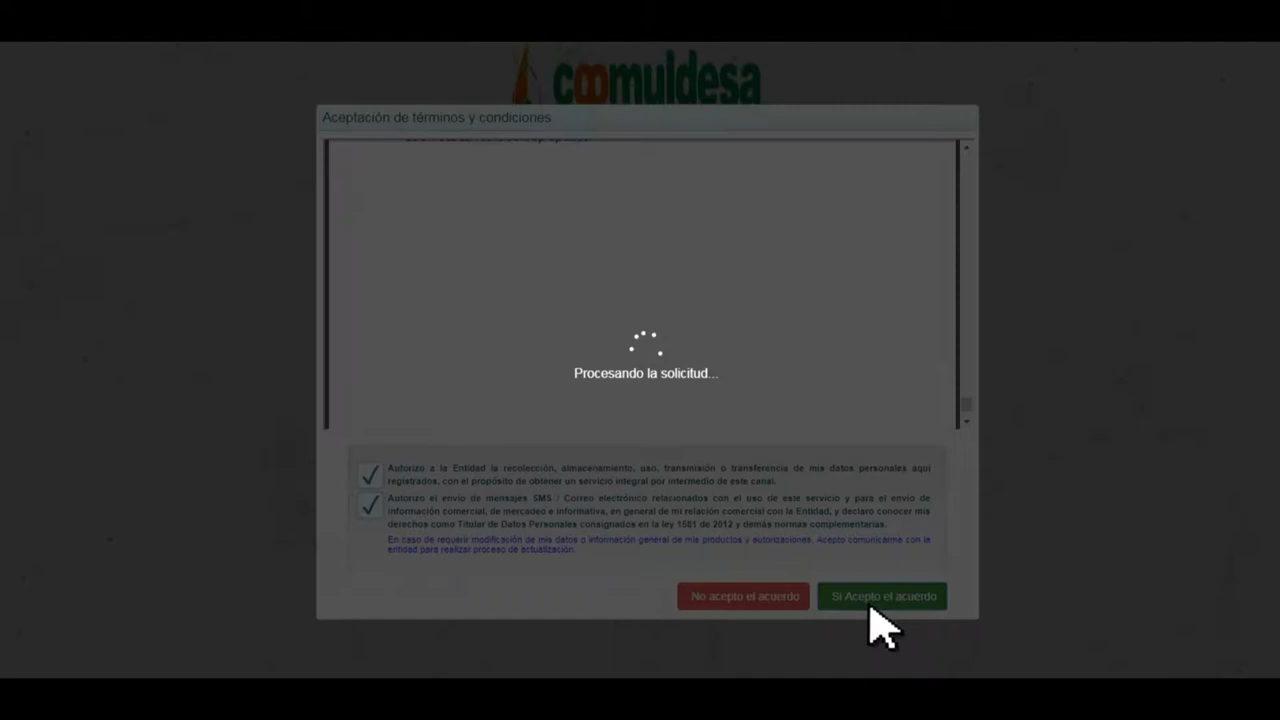 coomuldesa
Aceptación de términos y condiciones
Procesando la solicitud...
Autorizo a la Entidad la recolección, almacenamiento, uso, transmisión o transferencia de mis datos personales aquí
registrados, con el propósito de obtener un servicio integral por intermedio de este canal.
Autorizo el envío de mensajes SMS / Correo electrónico relacionados con el uso de este servicio y para el envío de
información comercial, de mercadeo e informativa, en general de mi relación comercial con la Entidad, y declaro conocer mis
derechos como Titular de Datos Personales consignados en la ley 1581 de 2012 y demás normas complementarias.
En caso de requerir modificación de mis datos o información general de mis productos y autorizaciones. Acepto comunicarme con la
entidad para realizar proceso de actualización.
No acepto el acuerdo
Si Acepto el acuerdo